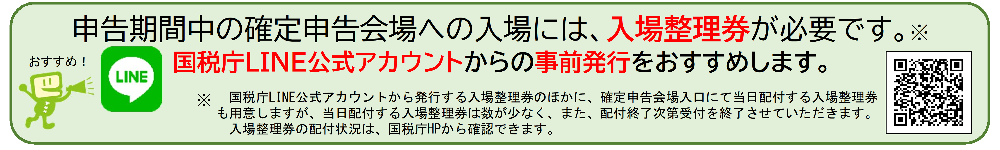 申告期間中の確定申告会場への入場には、入場整理券が必要です。※
おすすめ！
LINE
国税庁LINE公式アカウントからの事前発行をおすすめします。
※　国税庁LINE公式アカウントから発行する入場整理券のほかに、確定申告会場入口にて当日配付する入場整理券
も用意しますが、当日配付する入場整理券は数が少なく、また、配付終了次第受付を終了させていただきます。
入場整理券の配付状況は、国税庁HPから確認できます。